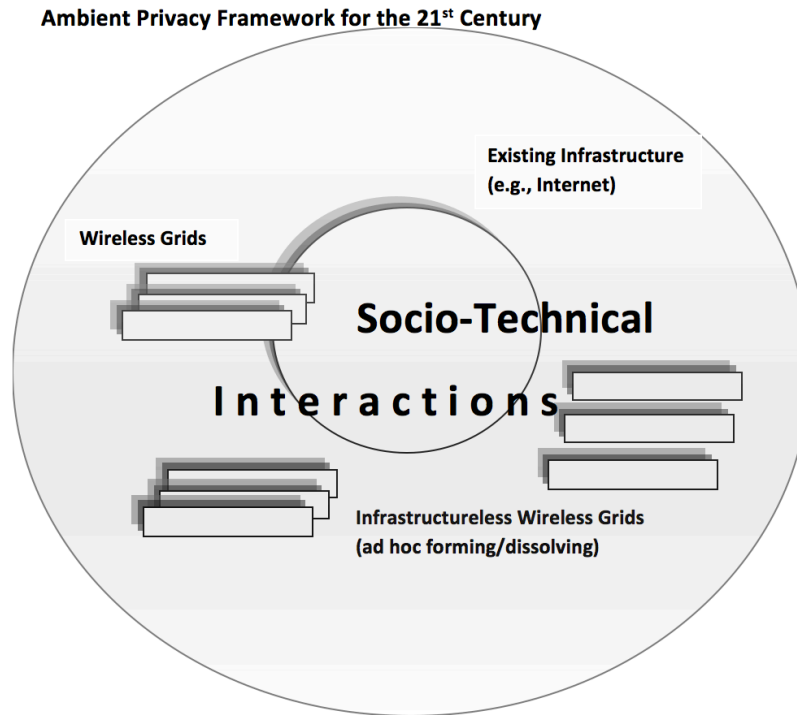 Ambient Privacy Framework for the 21st Century
Existing Infrastructure
(e.g., Internet)
Wireless Grids
Socio-Technical
Interactions
Infrastructureless Wireless Grids
(ad hoc forming/dissolving)